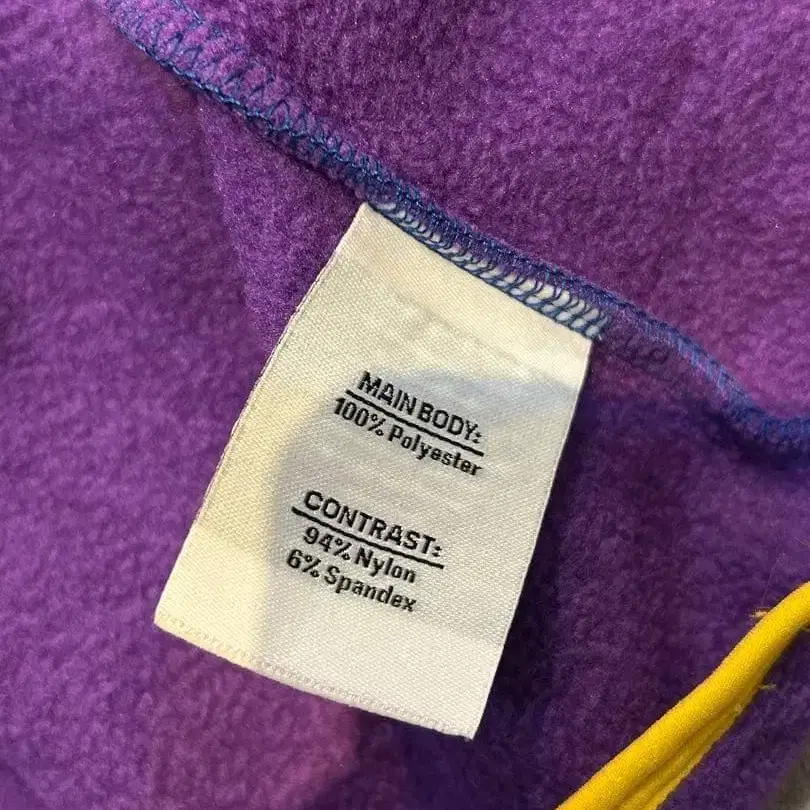 MAIN BODY:
100% Polyester
CONTRAST:
94% Nylon
6% Spandex